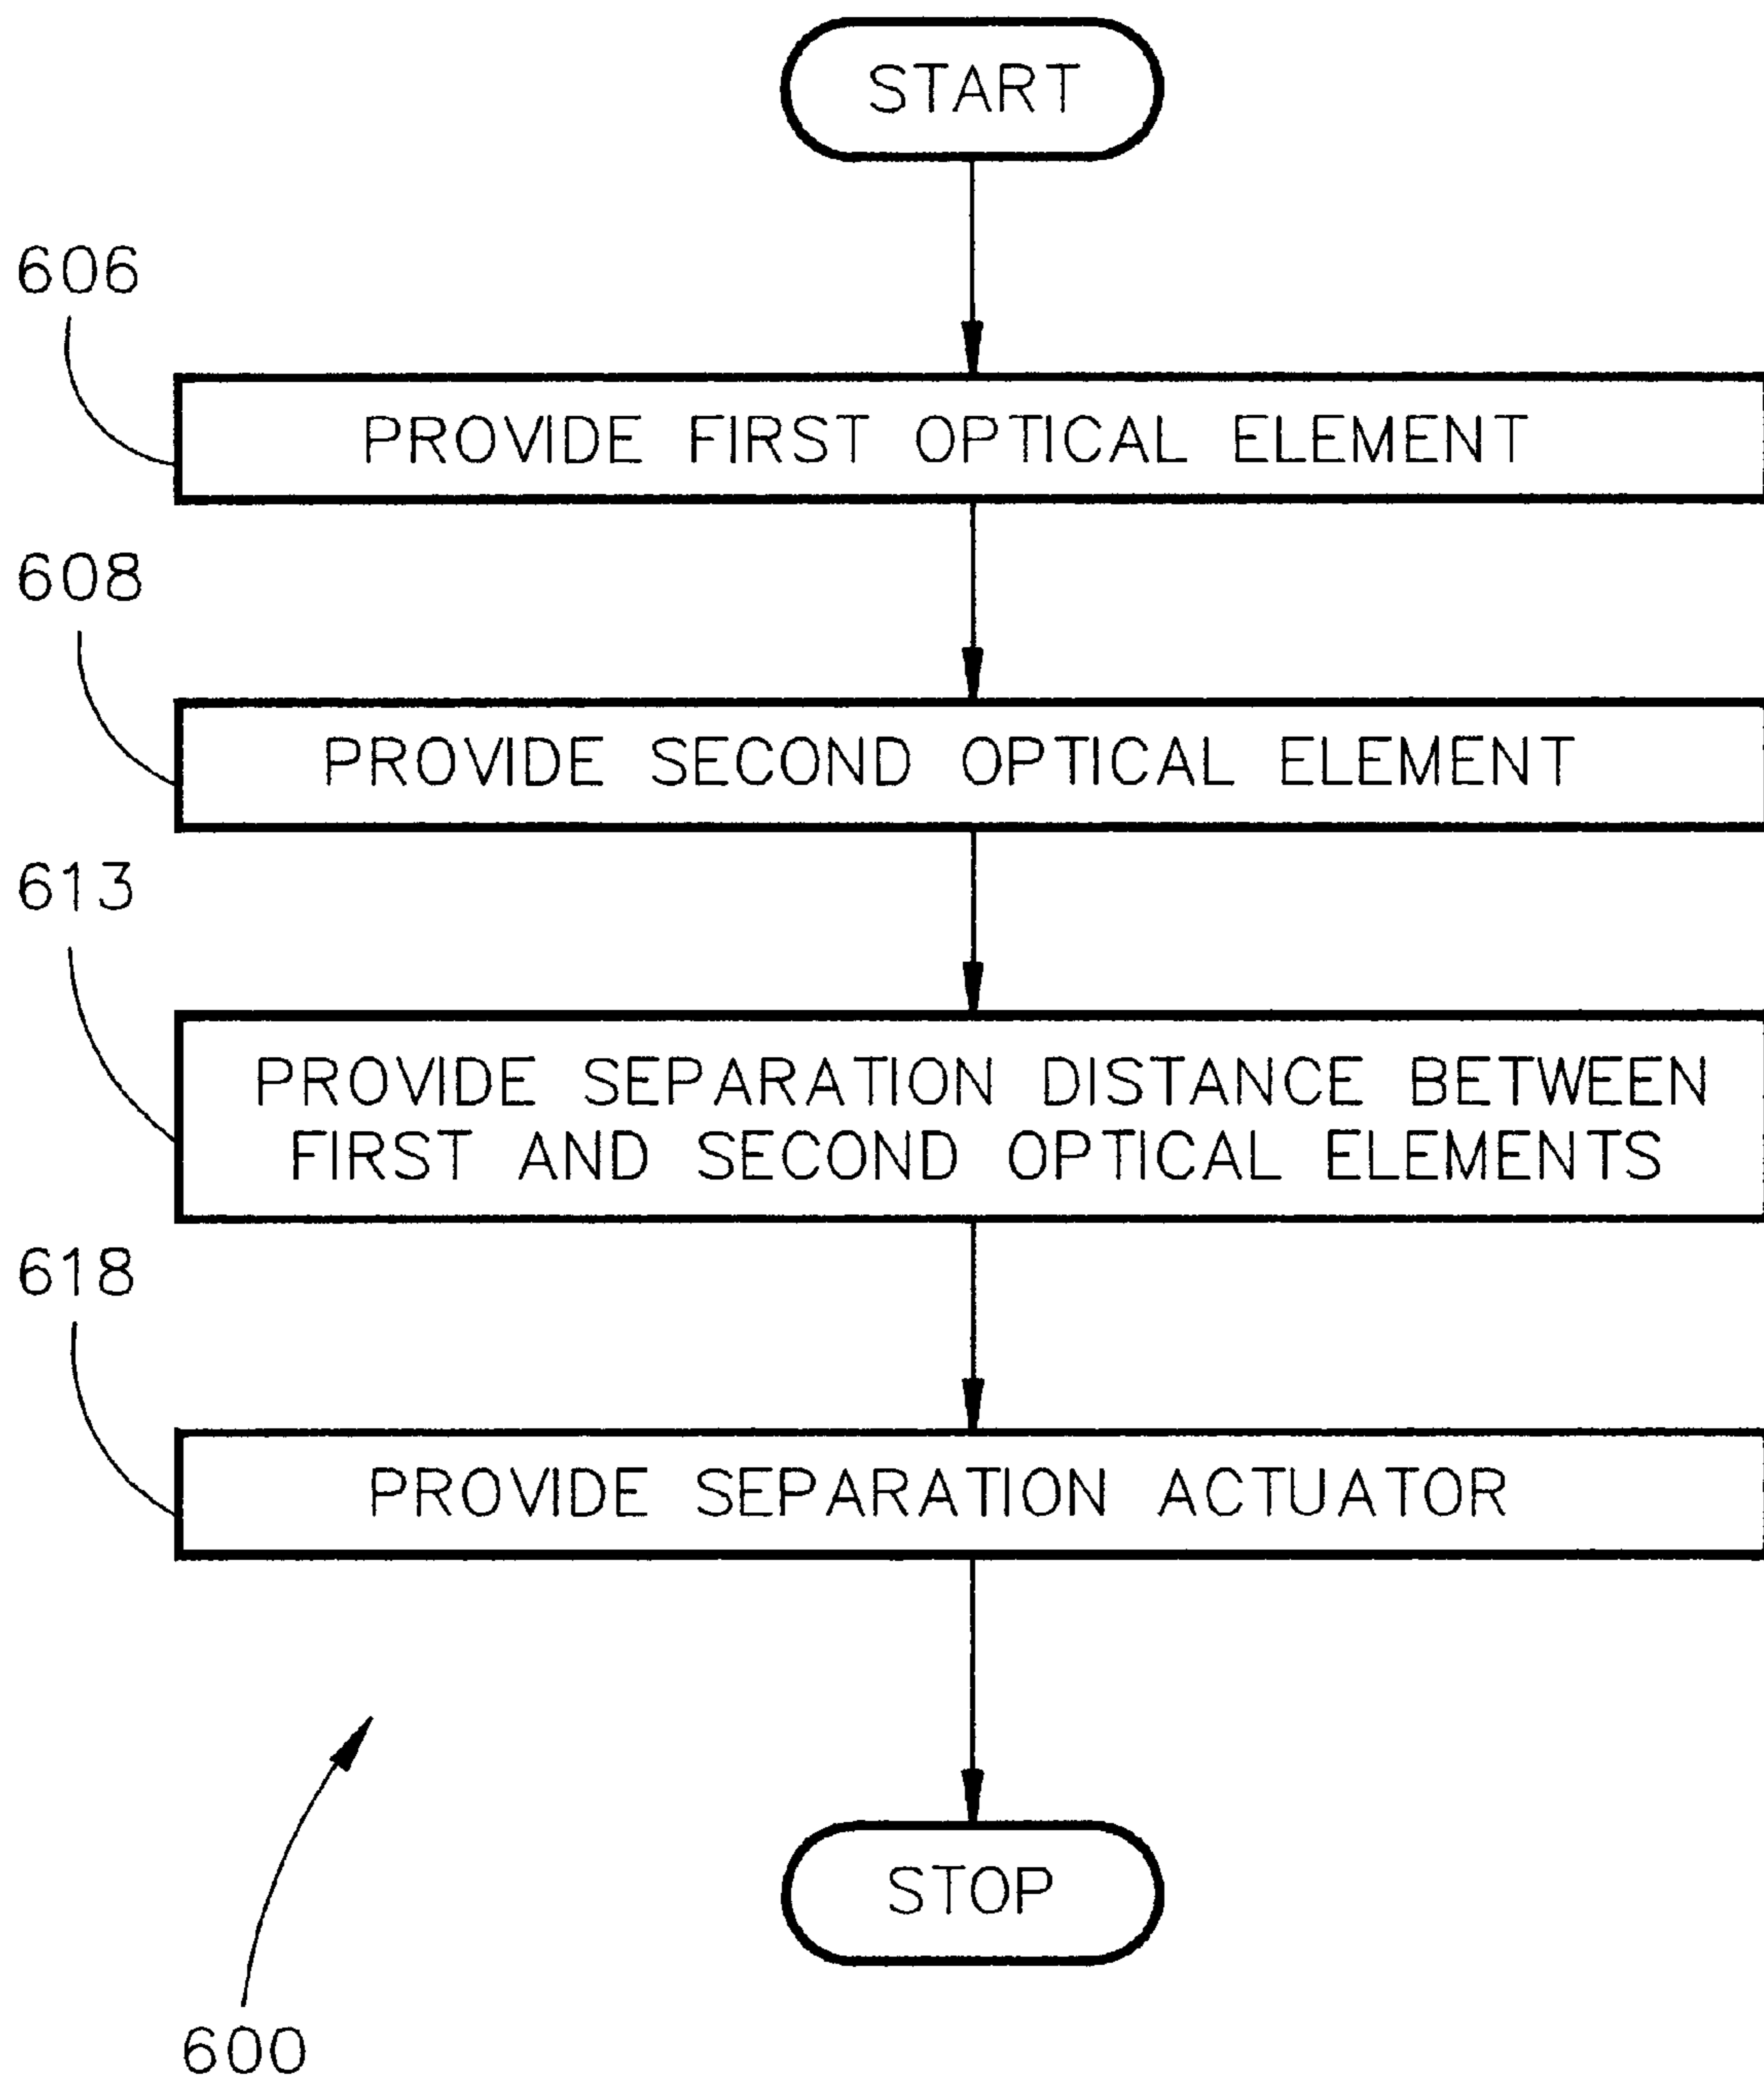 START
606
PROVIDE FIRST OPTICAL ELEMENT
608
PROVIDE SECOND OPTICAL ELEMENT
613
PROVIDE SEPARATION DISTANCE BETWEEN
FIRST AND SECOND OPTICAL ELEMENTS
618
PROVIDE SEPARATION ACTUATOR
STOP
600